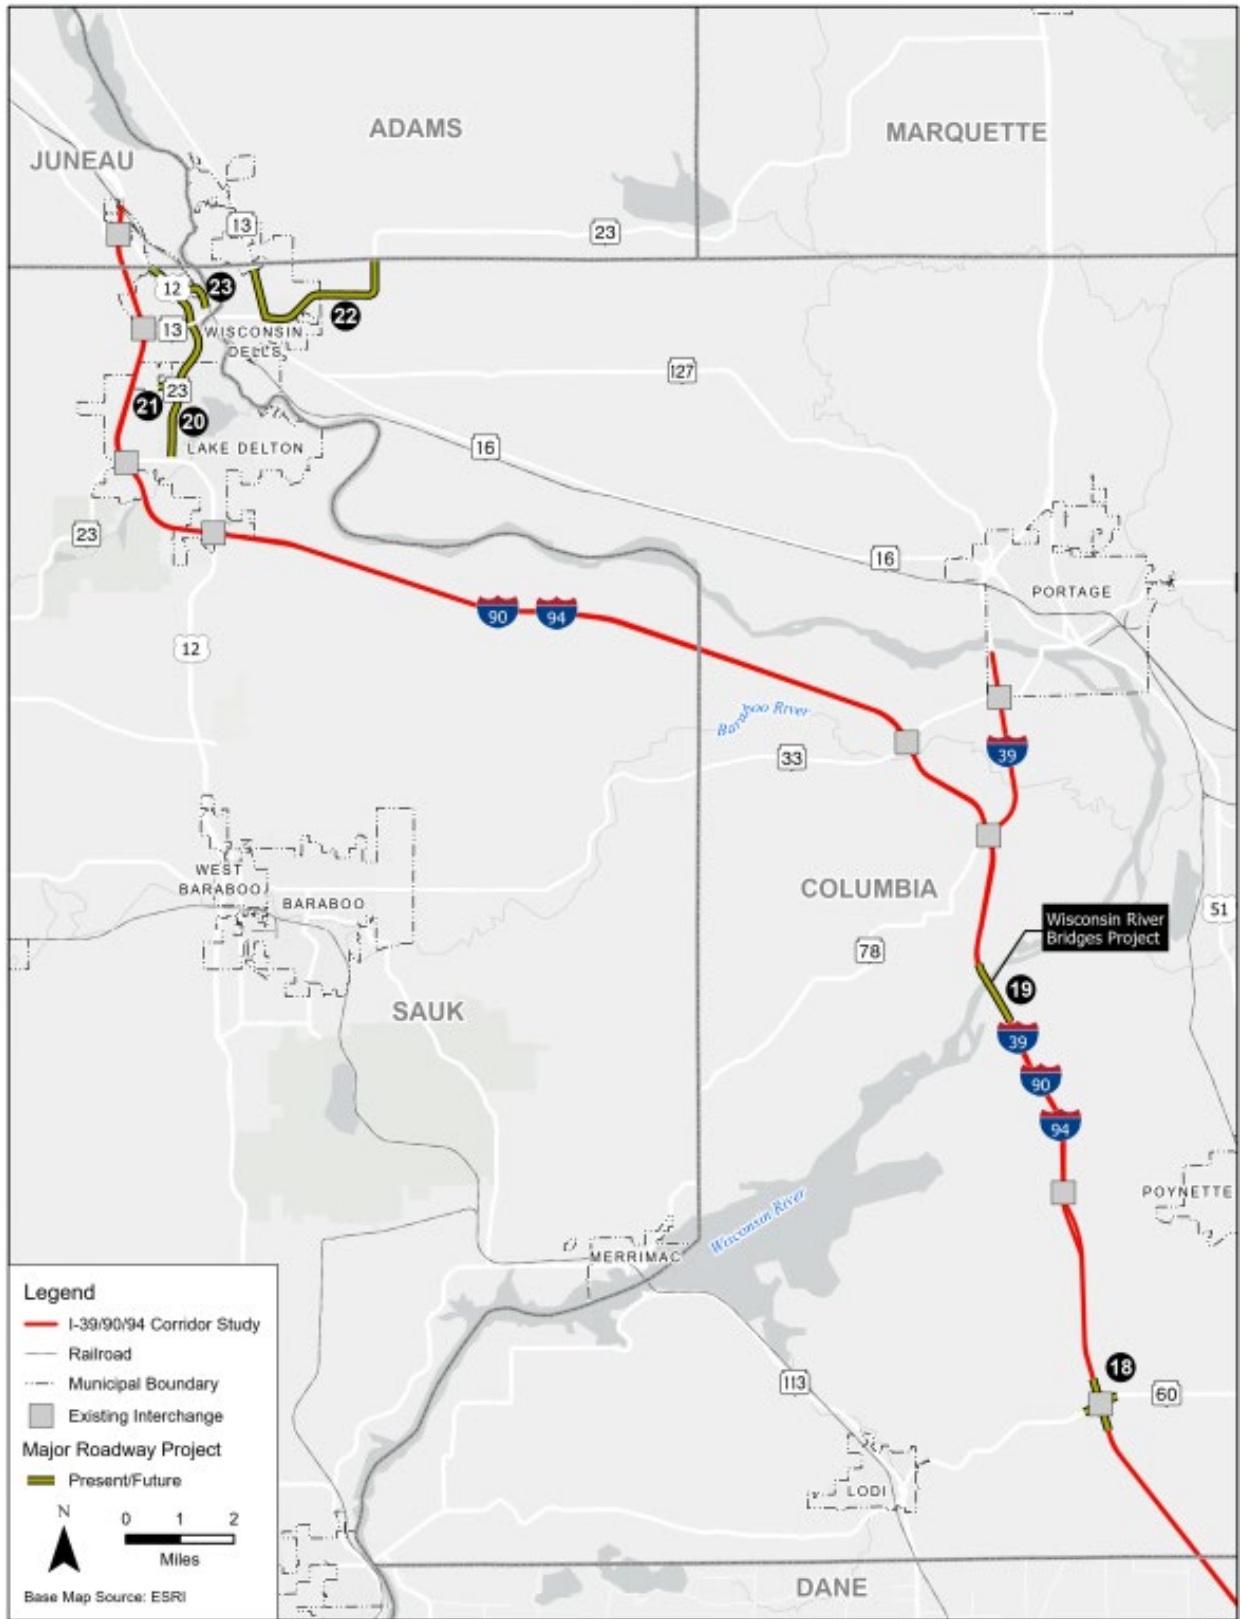 ADAMS
MARQUETTE
JUNEAU
13
23
12
23
22
13
WISCONSIN
DELLS
127
23
21
20
LAKE DELTON
16
23
16
PORTAGE
90
94
12
Baraboo River
33
39
WEST
BARABOO
BARABOO
COLUMBIA
51
Wisconsin River
Bridges Project
78
19
SAUK
39
90
94
POYNETTE
Wisconsin River
MERRIMAC
Legend
I-39/90/94 Corridor Study
Railroad
Municipal Boundary
Existing Interchange
Major Roadway Project
Present/Future
N
0 1 2
Miles
Base Map Source: ESRI
18
113
60
LODI
DANE